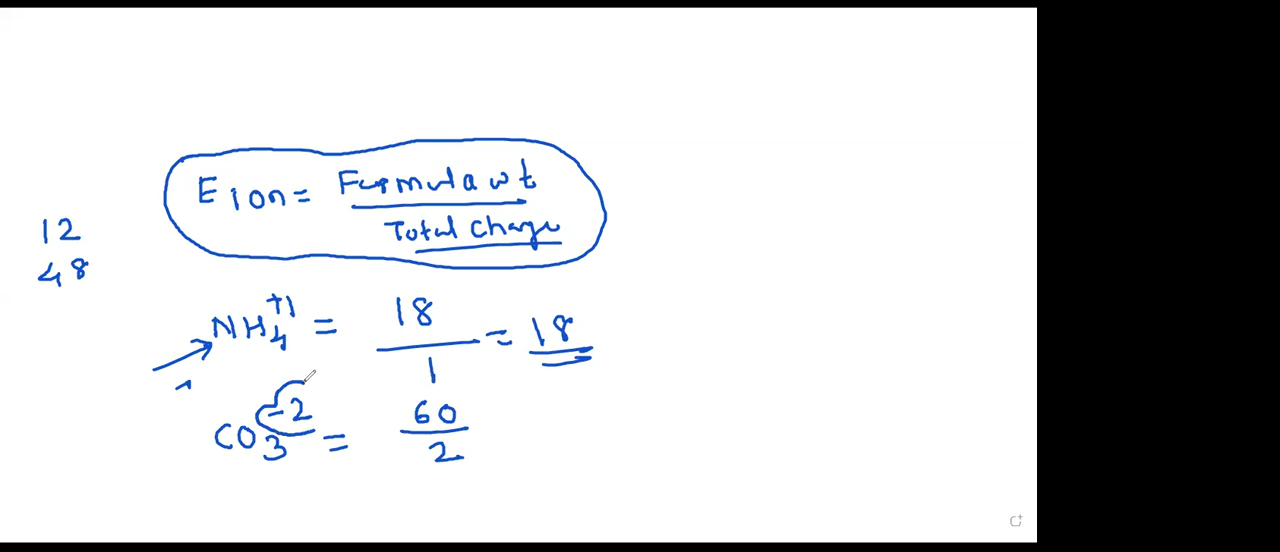 E ion = Formula wt
Total Charge
12
48
NH4+1 = 18
1
= 18
CO3-2 = 60
2